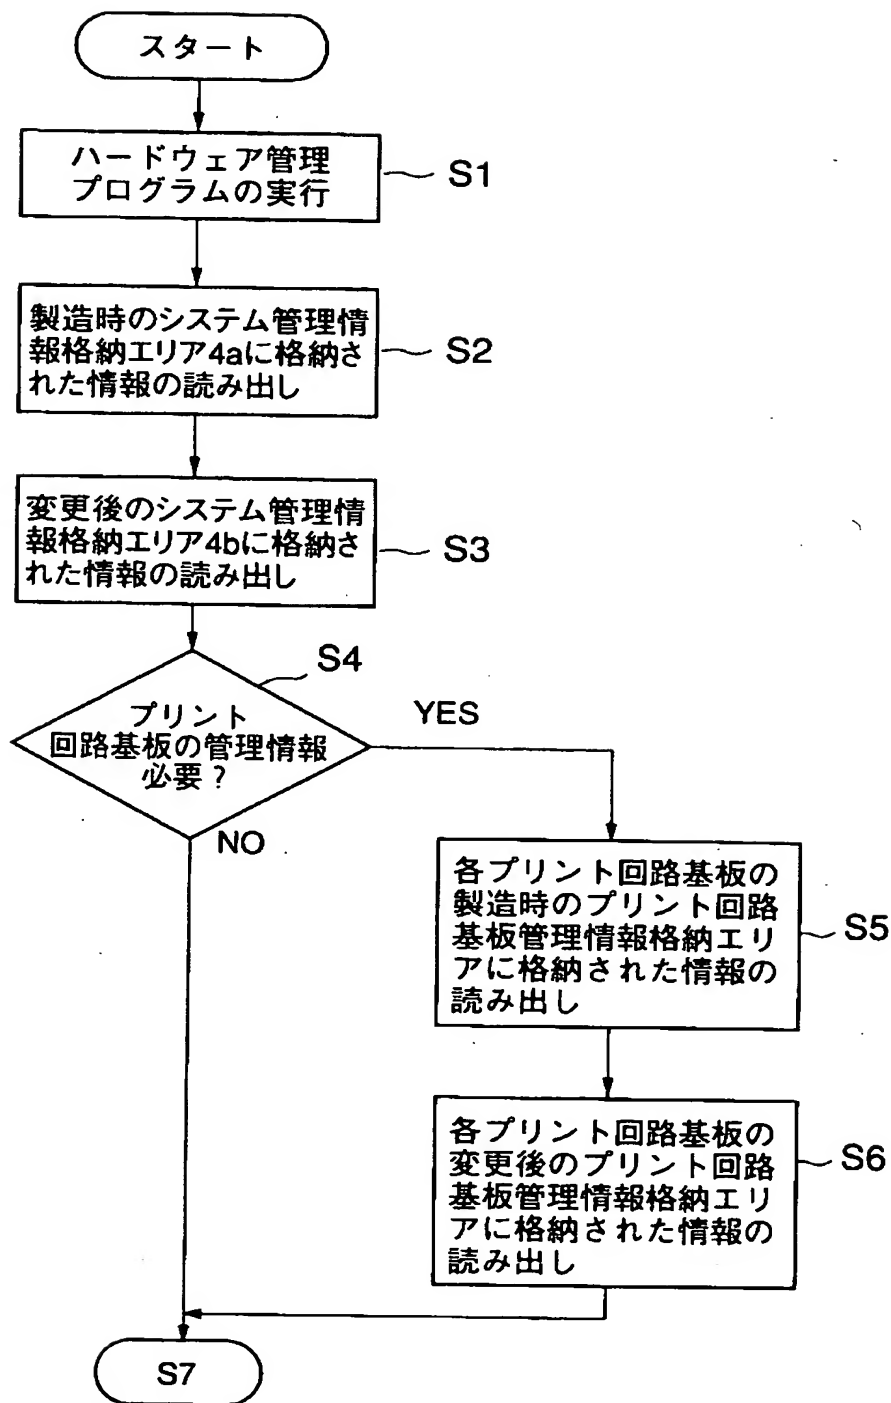 スタート
ハードウェア管理
プログラムの実行
S1
製造時のシステム管理情
報格納エリア4aに格納さ
れた情報の読み出し
S2
変更後のシステム管理情
報格納エリア4bに格納さ
れた情報の読み出し
S3
S4
プリント
回路基板の管理情報
必要？
YES
NO
各プリント回路基板の
製造時のプリント回路
基板管理情報格納エリ
アに格納された情報の
読み出し
S5
各プリント回路基板の
変更後のプリント回路
基板管理情報格納エリ
アに格納された情報の
読み出し
S6
S7